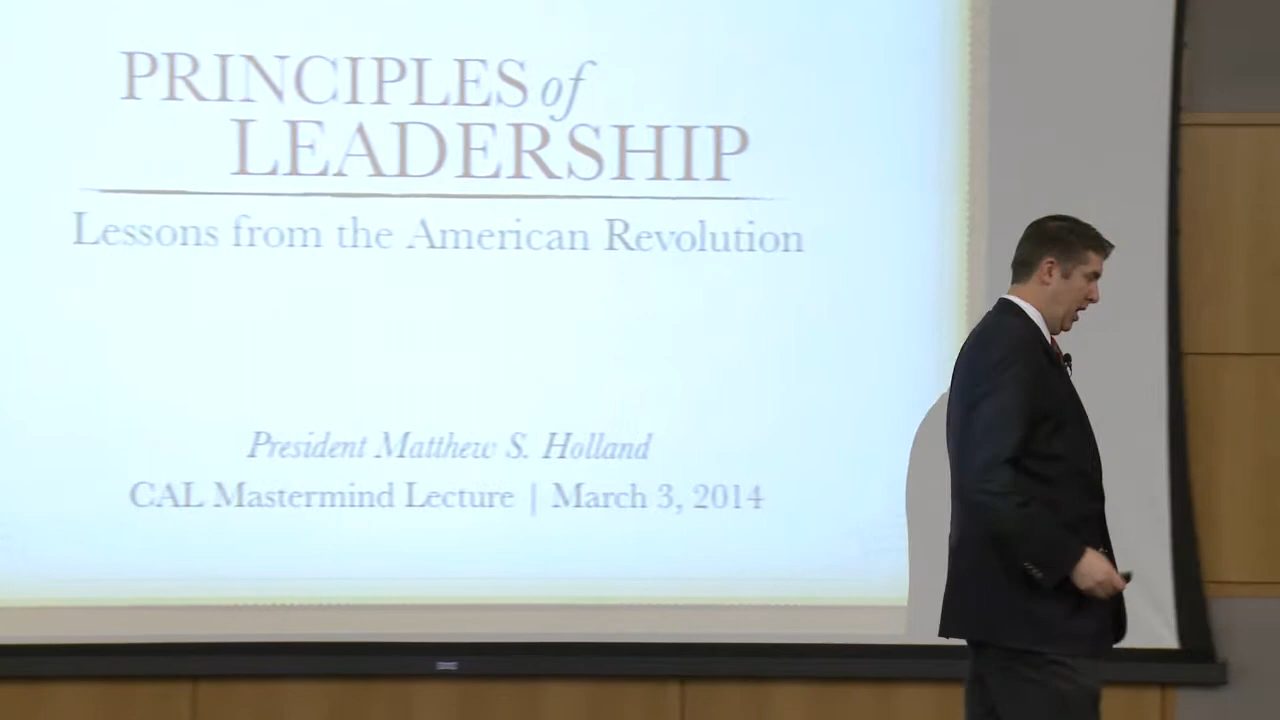 PRINCIPLES of
LEADERSHIP
Lessons from the American Revolution
President Matthew S. Holland
CAL Mastermind Lecture | March 3, 2014